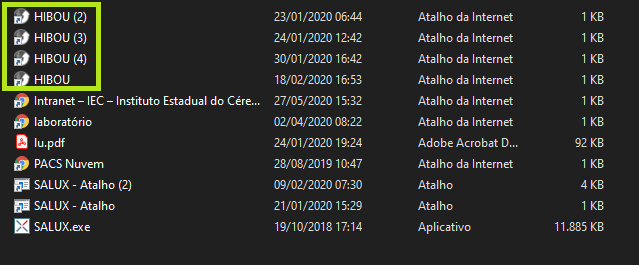 HIBOU (2) 23/01/2020 06:44 Atalho da Internet 1 KB
HIBOU (3) 24/01/2020 12:42 Atalho da Internet 1 KB
HIBOU (4) 30/01/2020 16:42 Atalho da Internet 1 KB
HIBOU 18/02/2020 16:53 Atalho da Internet 1 KB
Intranet – IEC – Instituto Estadual do Cére... 27/05/2020 15:32 Atalho da Internet 1 KB
laboratório 02/04/2020 08:22 Atalho da Internet 1 KB
lu.pdf 24/01/2020 19:24 Adobe Acrobat D... 92 KB
PACS Nuvem 28/08/2019 10:47 Atalho da Internet 1 KB
SALUX - Atalho (2) 09/02/2020 07:30 Atalho 4 KB
SALUX - Atalho 21/01/2020 15:29 Atalho 1 KB
SALUX.exe 19/10/2018 17:14 Aplicativo 11.885 KB